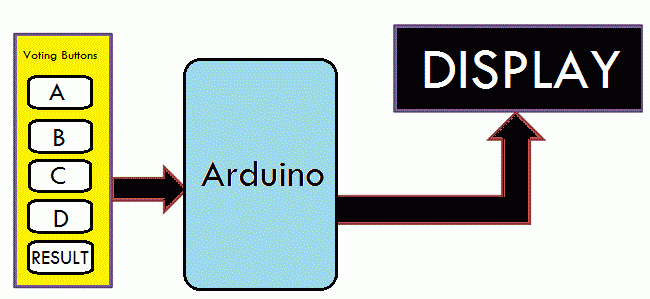 Voting Buttons
A
B
C
D
RESULT
Arduino
DISPLAY